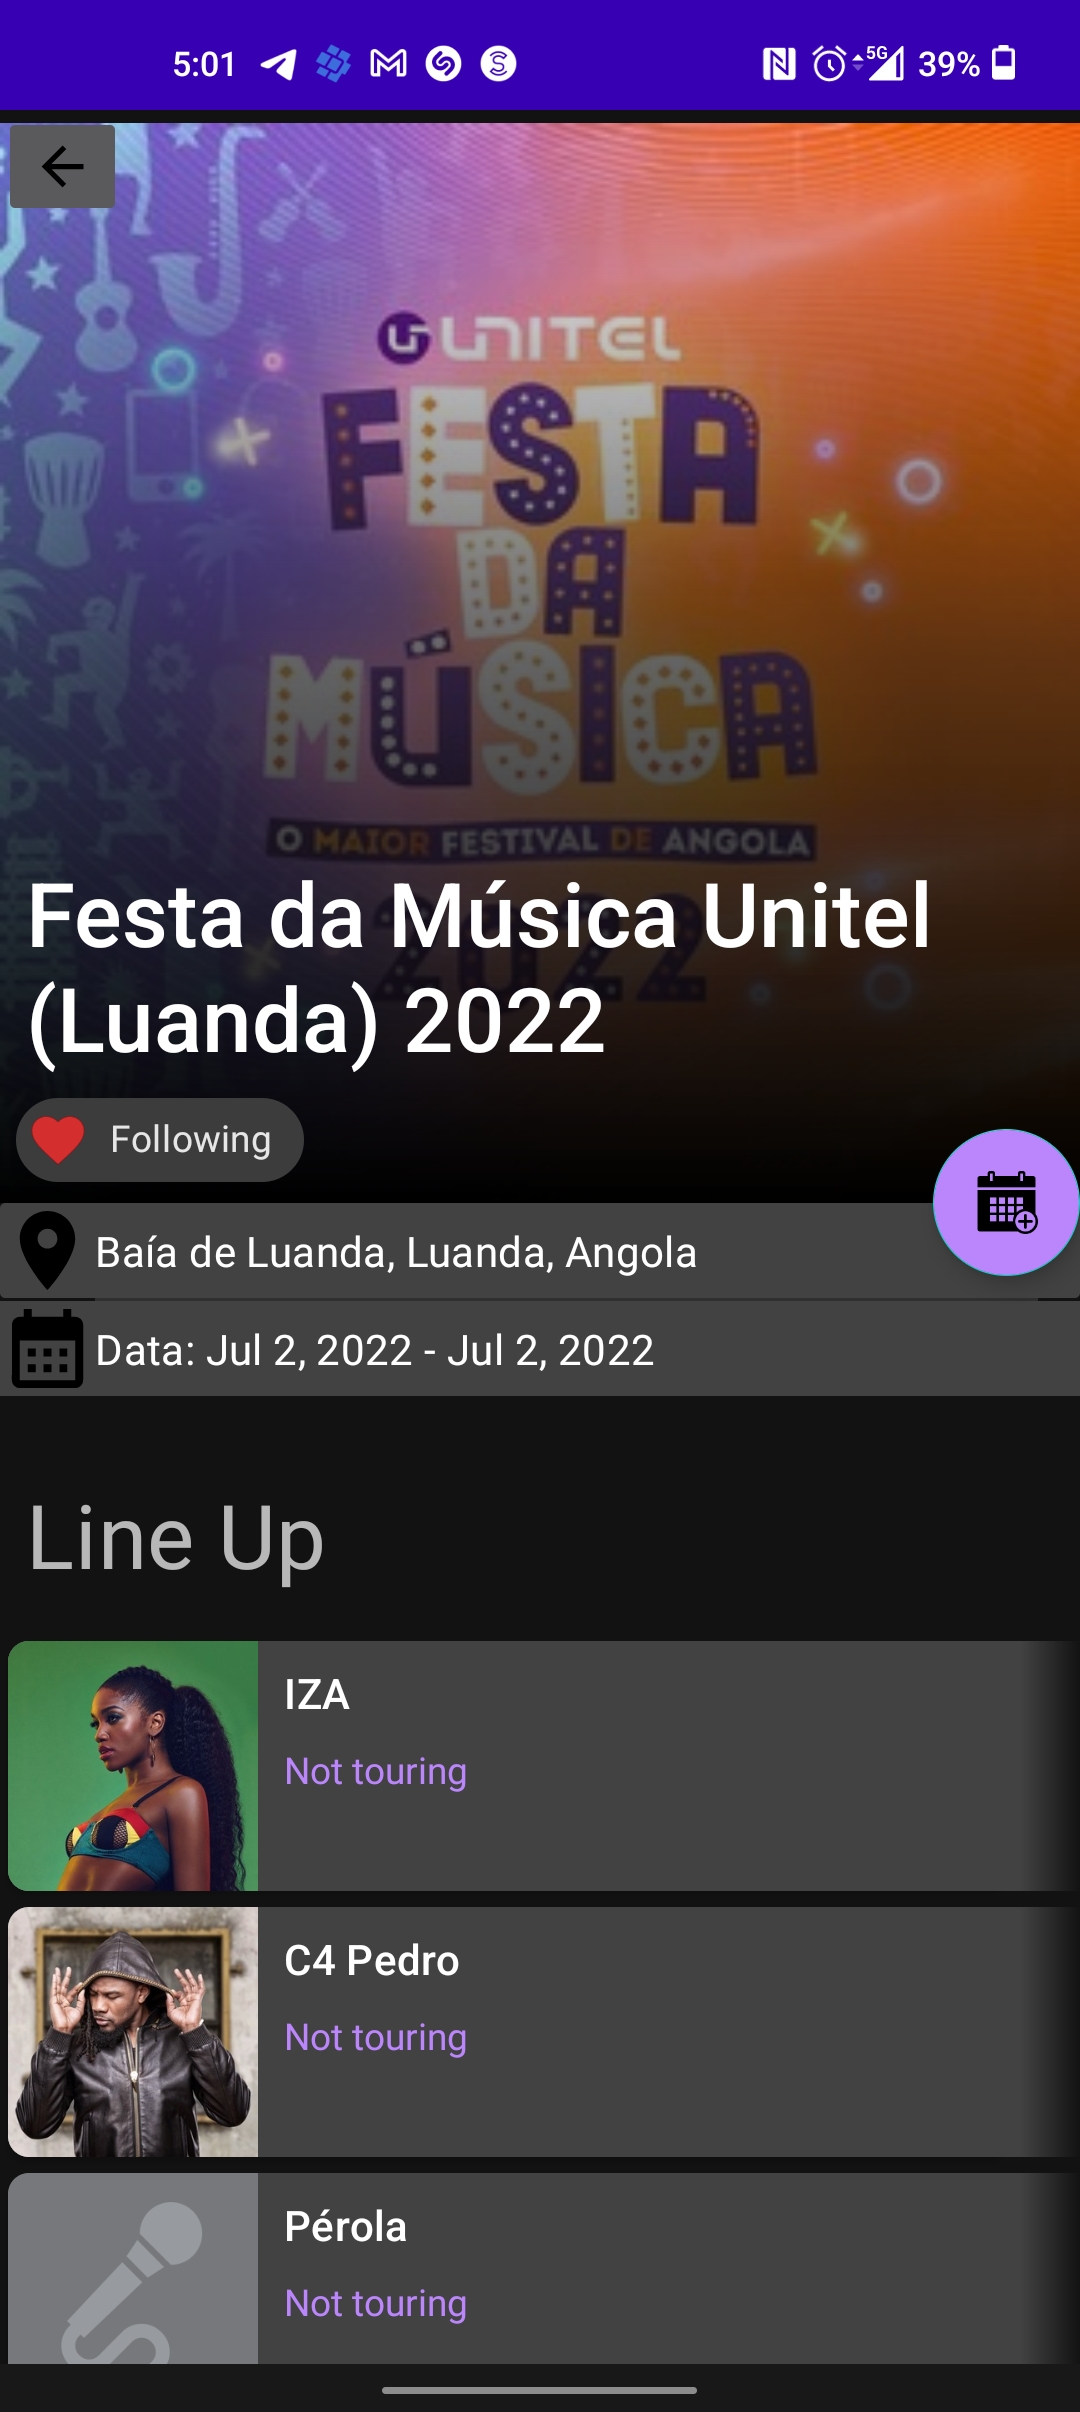 5:01
5G
39%
UNITEL
FESTA
DA
MÚSICA
O MAIOR FESTIVAL DE ANGOLA
2022
Festa da Música Unitel
(Luanda) 2022
Following
Baía de Luanda, Luanda, Angola
Data: Jul 2, 2022 - Jul 2, 2022
Line Up
IZA
Not touring
C4 Pedro
Not touring
Pérola
Not touring